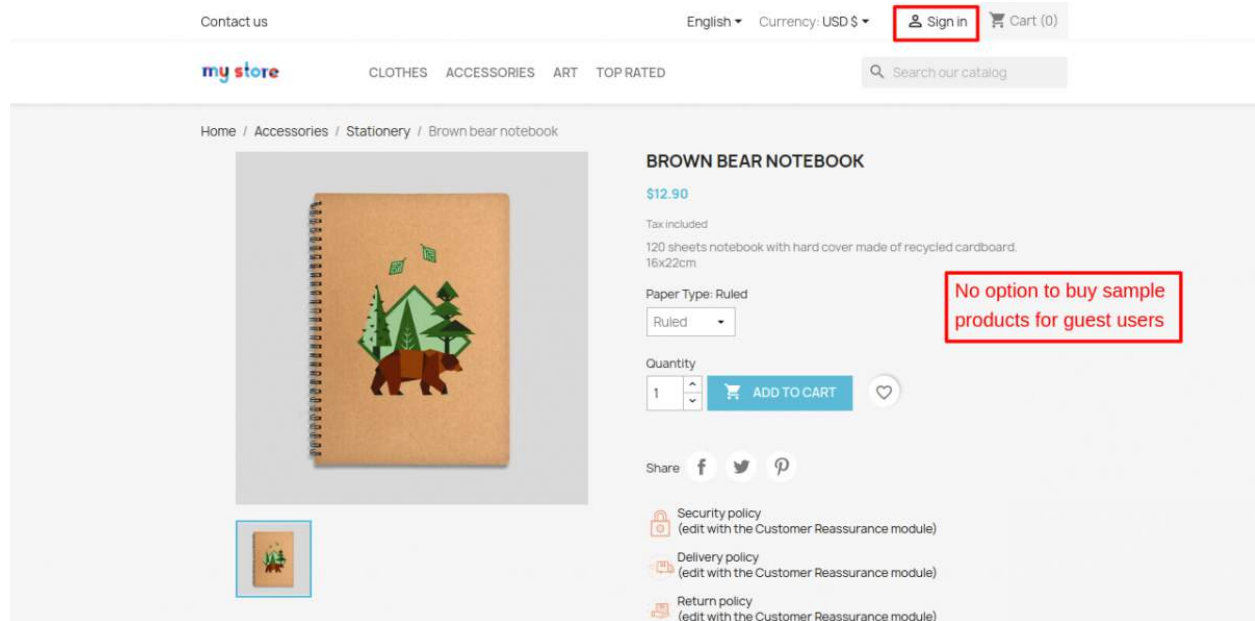 Contact us
English Currency: USD $ Sign in Cart (0)
my store
CLOTHES ACCESSORIES ART TOP RATED
Search our catalog
Home / Accessories / Stationery / Brown bear notebook
BROWN BEAR NOTEBOOK
$12.90
Tax included
120 sheets notebook with hard cover made of recycled cardboard.
16x22cm
Paper Type: Ruled
Ruled
No option to buy sample
products for guest users
Quantity
1 ADD TO CART
Share
Security policy
(edit with the Customer Reassurance module)
Delivery policy
(edit with the Customer Reassurance module)
Return policy
(edit with the Customer Reassurance module)